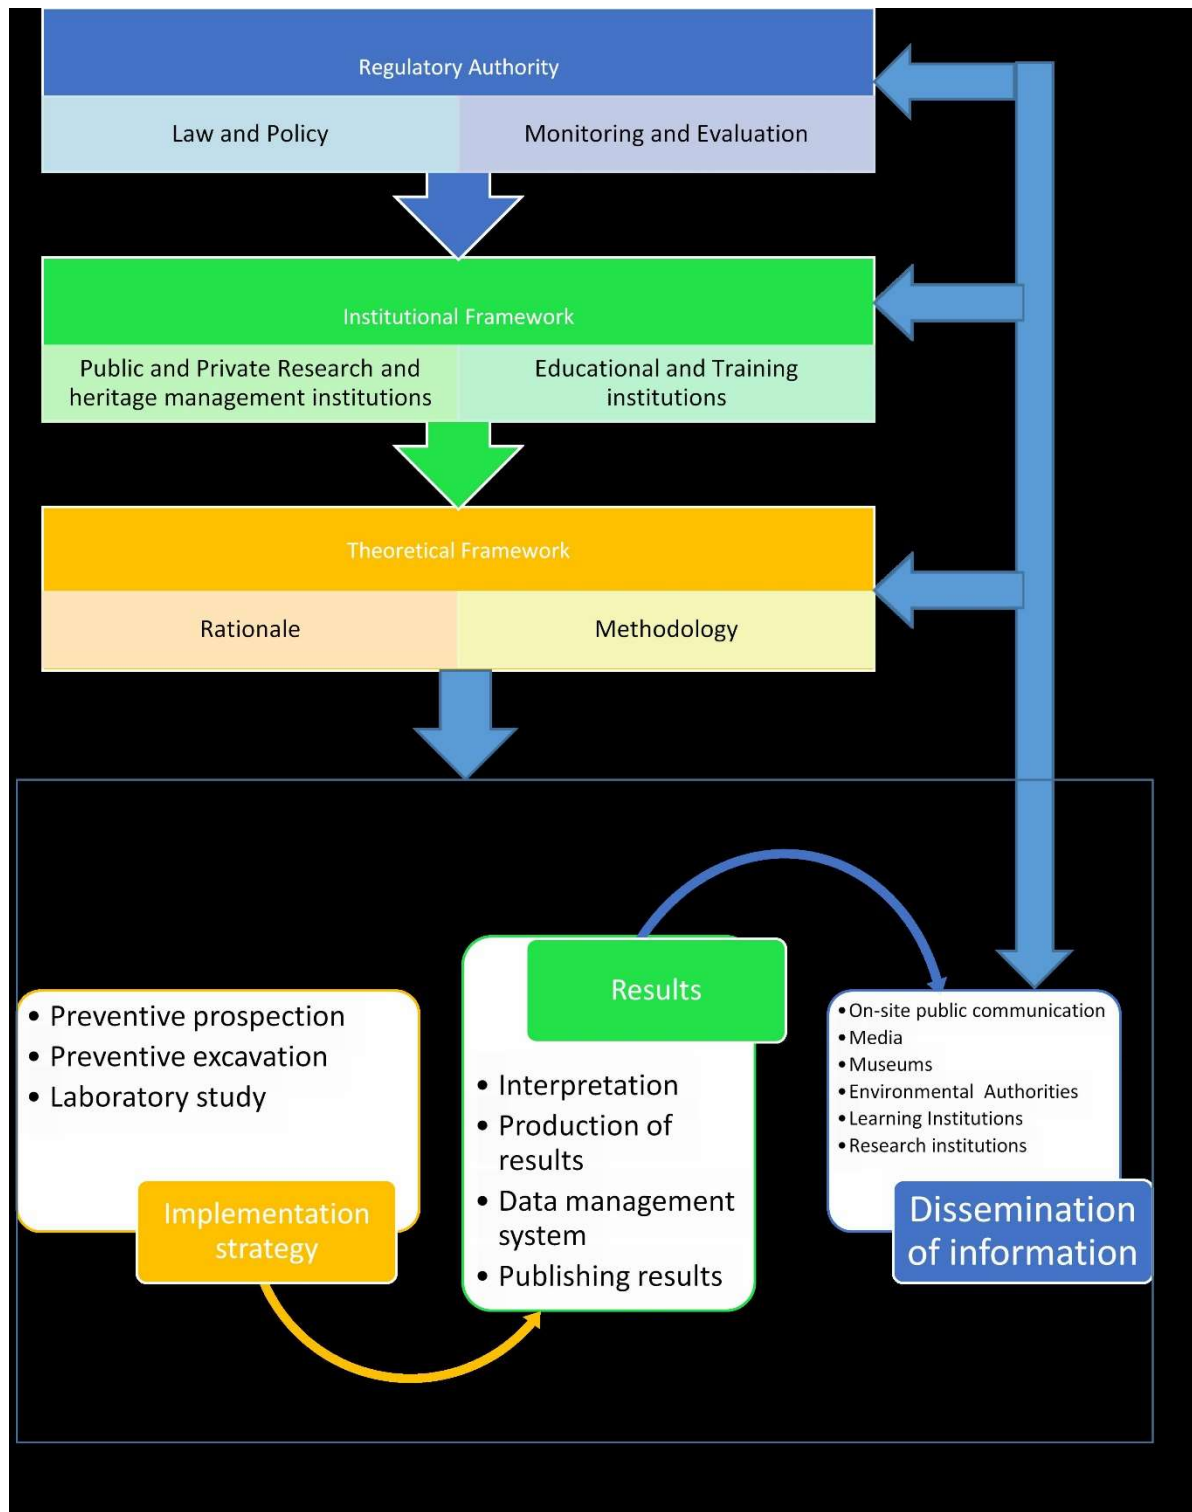 Regulatory Authority
Law and Policy
Monitoring and Evaluation
Institutional Framework
Public and Private Research and
heritage management institutions
Educational and Training
institutions
Theoretical Framework
Rationale
Methodology
• Preventive prospection
• Preventive excavation
• Laboratory study
Implementation
strategy
Results
• Interpretation
• Production of
results
• Data management
system
• Publishing results
•On-site public communication
•Media
•Museums
•Environmental Authorities
•Learning Institutions
•Research institutions
Dissemination
of information